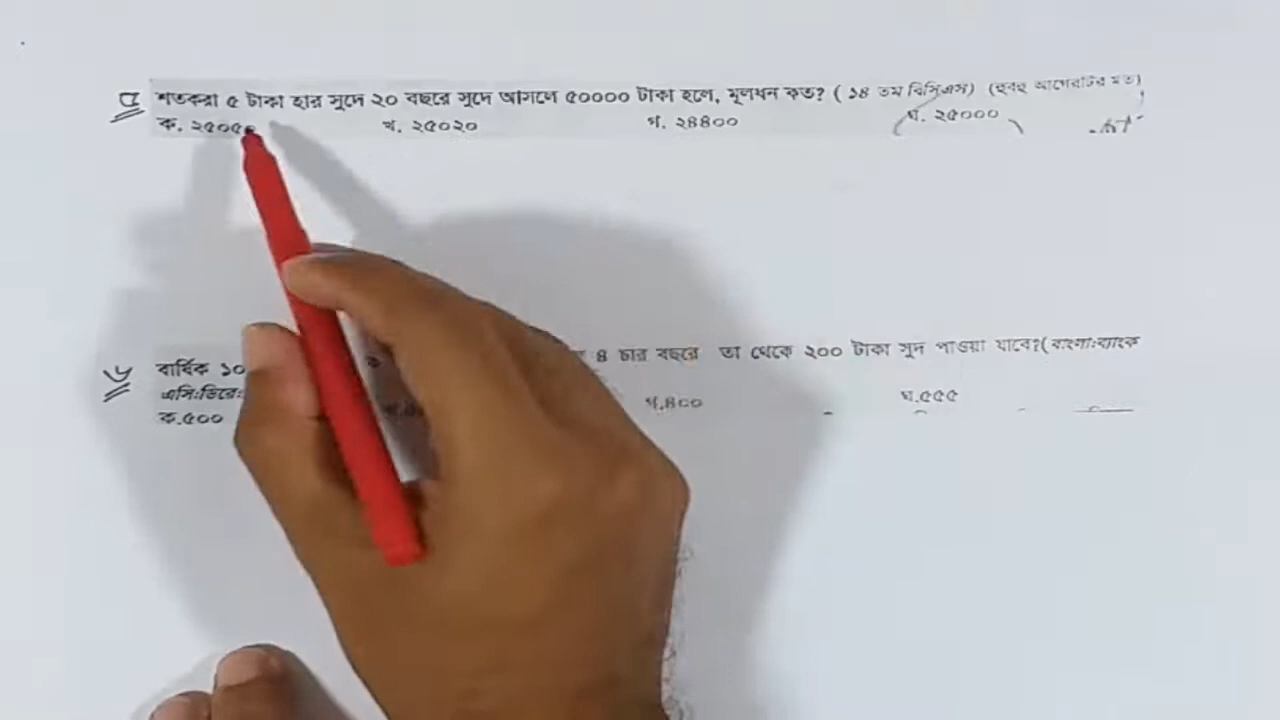 ৫ শতকরা ৫ টাকা হার সুদে ২০ বছরে সুদে আসলে ৫০০০০ টাকা হলে, মূলধন কত? ( ১৪ তম বিসিএস) (হুবহু আগেরটির মত)
ক. ২৫০৫০ খ. ২৫০২০ গ. ২৪৪০০ ঘ. ২৫০০০
৬ বার্ষিক ১০ ৪ চার বছরে তা থেকে ২০০ টাকা সুদ পাওয়া যাবে?(বাংলা:ব্যাংক
এসি:ডিরে:
ক.৫০০ গ.৪০০ ঘ.৫৫৫